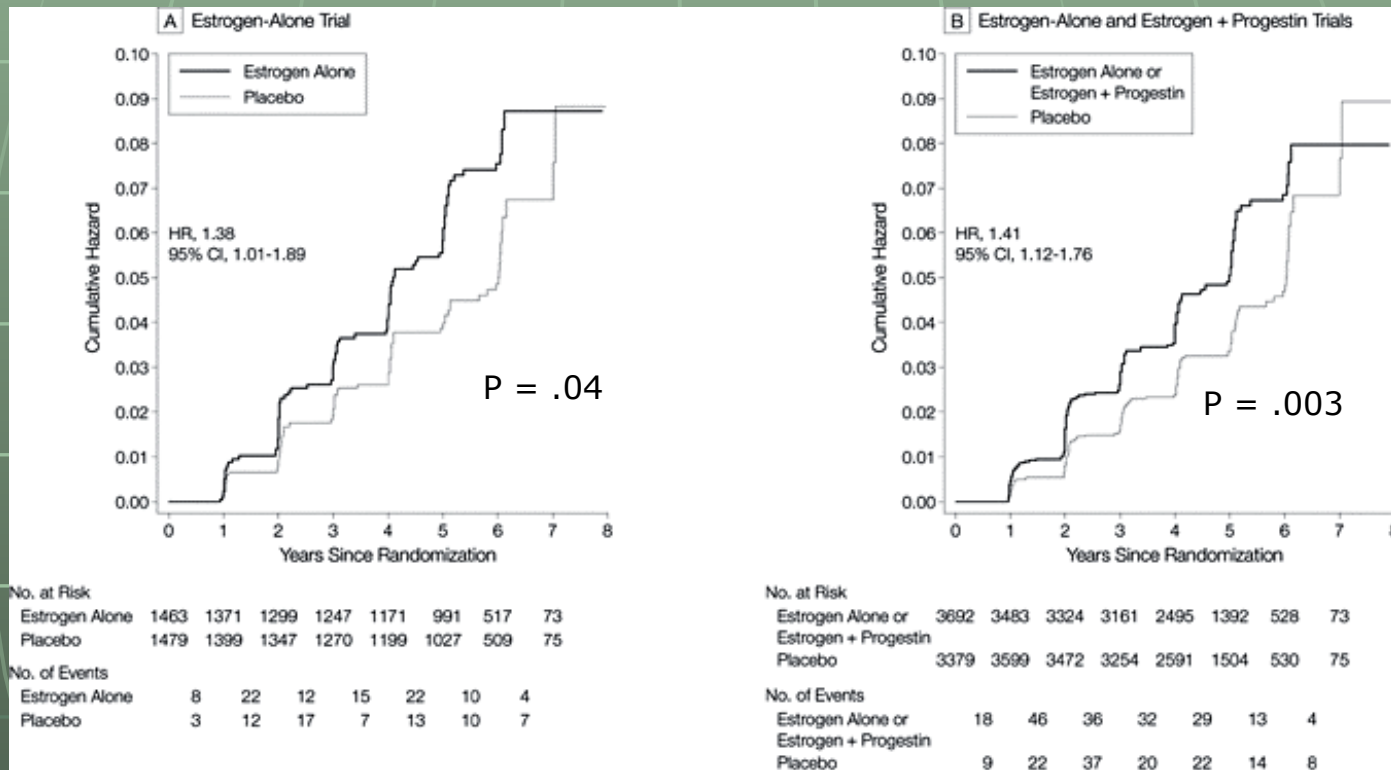 A Estrogen-Alone Trial
0.10
0.09
0.08
0.07
0.06
0.05
0.04
0.03
0.02
0.01
0.00
Cumulative Hazard
Estrogen Alone
Placebo
HR, 1.38
95% CI, 1.01-1.89
P = .04
0 1 2 3 4 5 6 7 8
Years Since Randomization
No. at Risk
Estrogen Alone 1463 1371 1299 1247 1171 991 517 73
Placebo 1479 1399 1347 1270 1199 1027 509 75
No. of Events
Estrogen Alone 8 22 12 15 22 10 4
Placebo 3 12 17 7 13 10 7
B Estrogen-Alone and Estrogen + Progestin Trials
0.10
0.09
0.08
0.07
0.06
0.05
0.04
0.03
0.02
0.01
0.00
Cumulative Hazard
Estrogen Alone or
Estrogen + Progestin
Placebo
HR, 1.41
95% CI, 1.12-1.76
P = .003
0 1 2 3 4 5 6 7 8
Years Since Randomization
No. at Risk
Estrogen Alone or 3692 3483 3324 3161 2495 1392 528 73
Estrogen + Progestin
Placebo 3379 3599 3472 3254 2591 1504 530 75
No. of Events
Estrogen Alone or 18 46 36 32 29 13 4
Estrogen + Progestin
Placebo 9 22 37 20 22 14 8